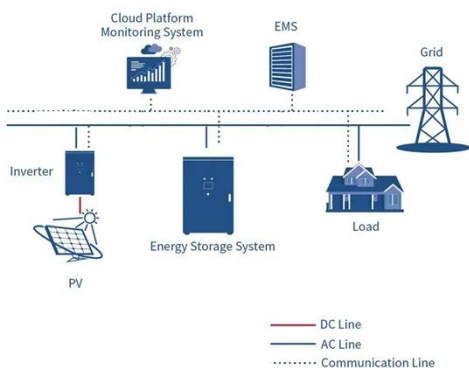 Cloud Platform
Monitoring System
EMS
Grid
Inverter
Energy Storage System
Load
PV
DC Line
AC Line
Communication Line